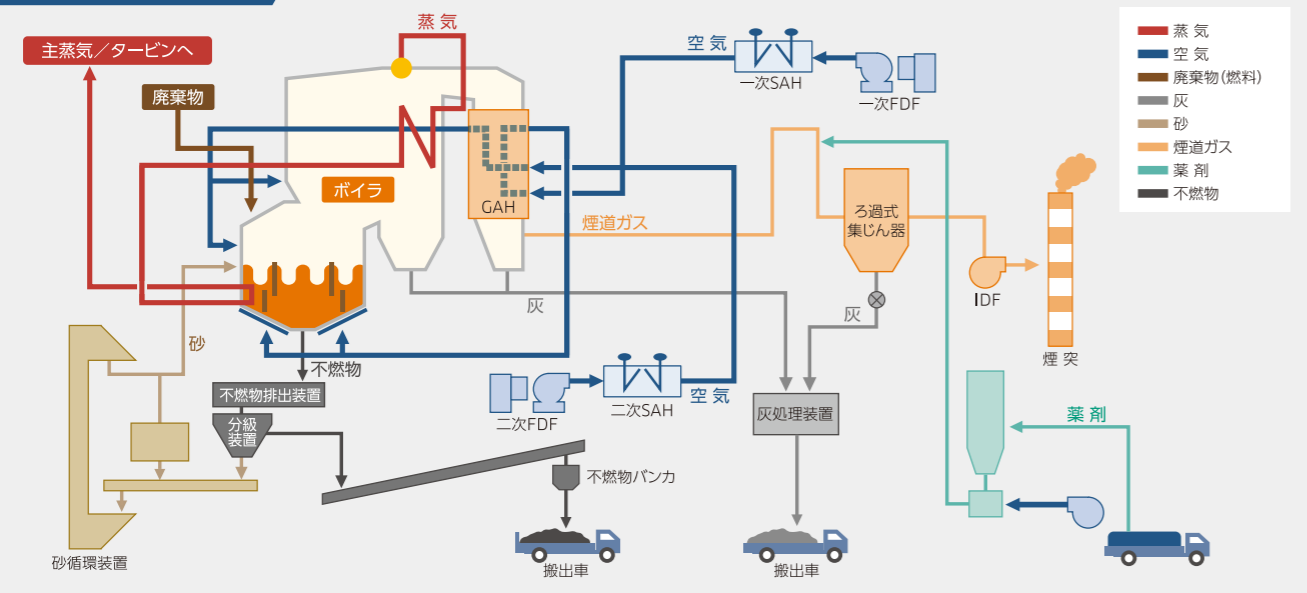 蒸気
主蒸気／タービンへ
廃棄物
空気
一次SAH
一次FDF
蒸気
空気
廃棄物(燃料)
灰
砂
煙道ガス
薬剤
不燃物
ボイラ
GAH
煙道ガス
ろ過式
集じん器
IDF
煙突
灰
灰
砂
不燃物
不燃物排出装置
分級
装置
二次FDF
二次SAH
空気
灰処理装置
薬剤
不燃物バンカ
砂循環装置
搬出車
搬出車